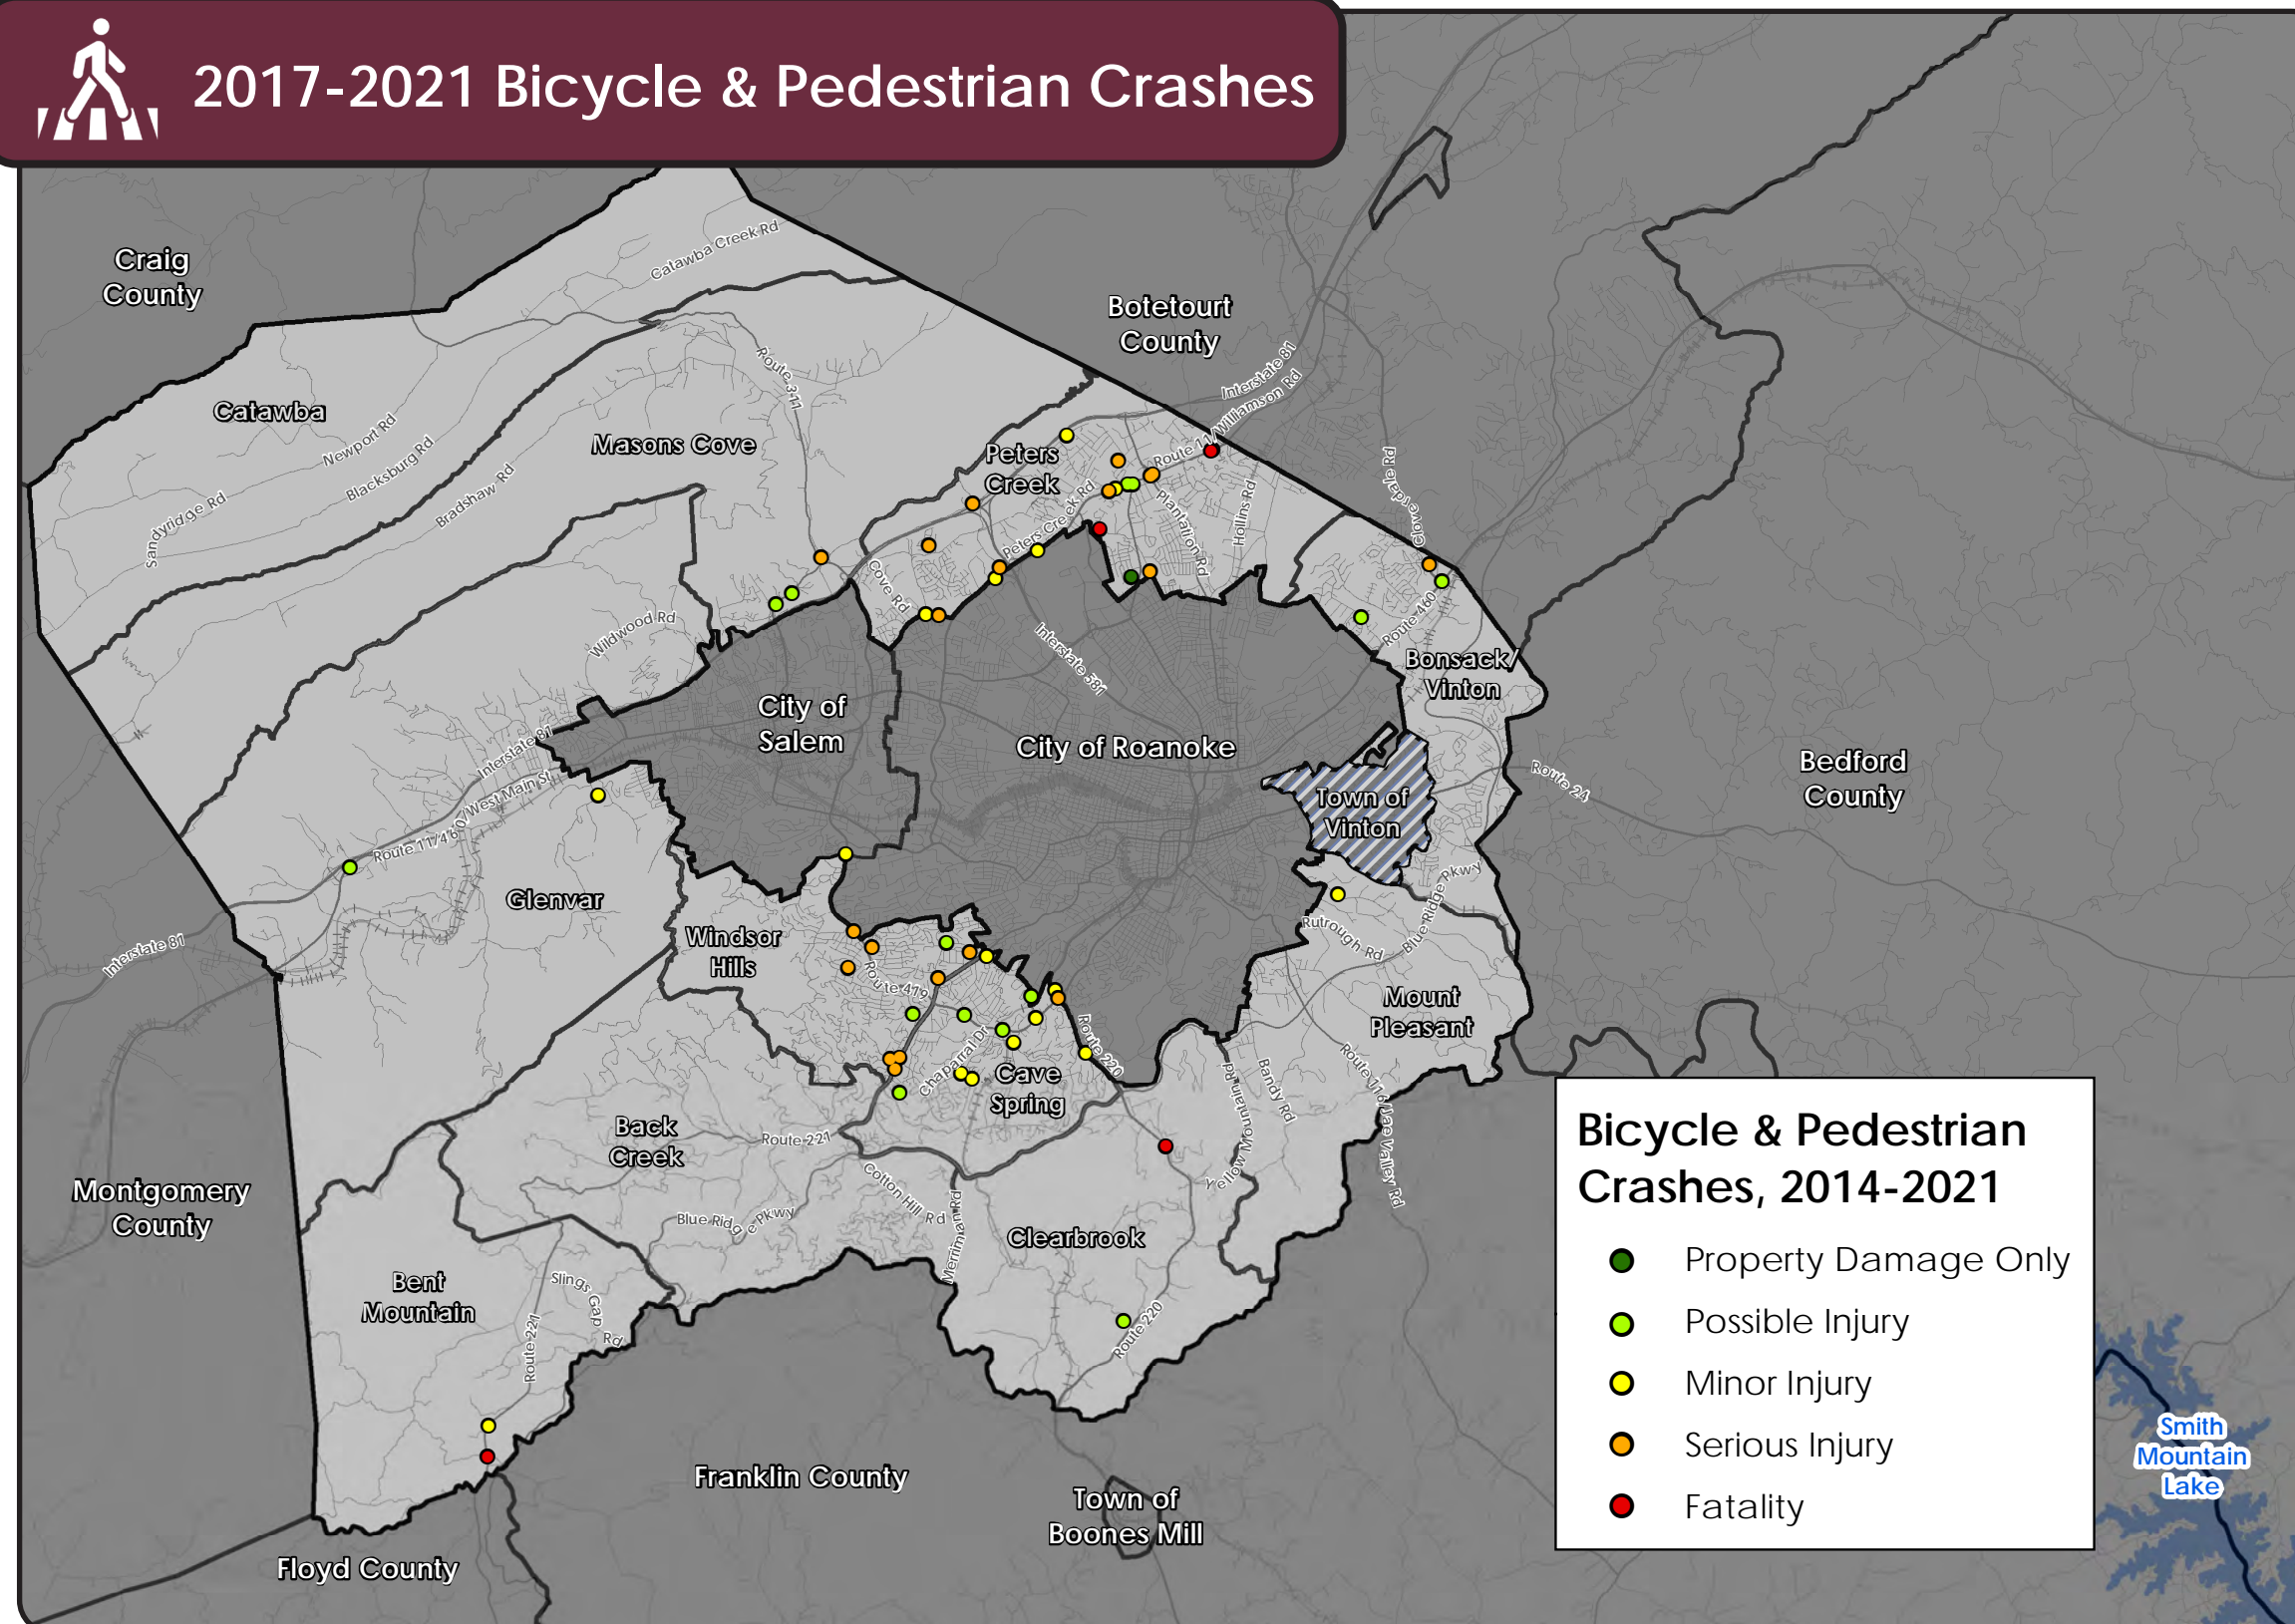 2017-2021 Bicycle & Pedestrian Crashes
Craig
County
Catawba Creek Rd
Botetourt
County
Interstate 81
Route 11/Williamson Rd
Route 311
Catawba
Newport Rd
Blacksburg Rd
Bradshaw Rd
Sandyridge Rd
Masons Cove
Peters
Creek
Peters Creek Rd
Plantation Rd
Hollins Rd
Cloverdale Rd
Cove Rd
Wildwood Rd
Interstate 581
Route 460
Bonsack/
Vinton
City of
Salem
City of Roanoke
Interstate 81
Route 11/460/West Main St
Town of
Vinton
Route 24
Bedford
County
Glenvar
Windsor
Hills
Route 419
Rutrough Rd
Blue Ridge Pkwy
Interstate 81
Mount
Pleasant
Chaparral Dr
Cave
Spring
Route 220
Yellow Mountain Rd
Bandy Rd
Route 116/Jae Valley Rd
Back
Creek
Route 221
Cotton Hill Rd
Merriman Rd
Blue Ridge Pkwy
Montgomery
County
Clearbrook
Bent
Mountain
Slings Gap Rd
Route 221
Route 220
Franklin County
Town of
Boones Mill
Floyd County
Bicycle & Pedestrian
Crashes, 2014-2021
Property Damage Only
Possible Injury
Minor Injury
Serious Injury
Fatality
Smith
Mountain
Lake